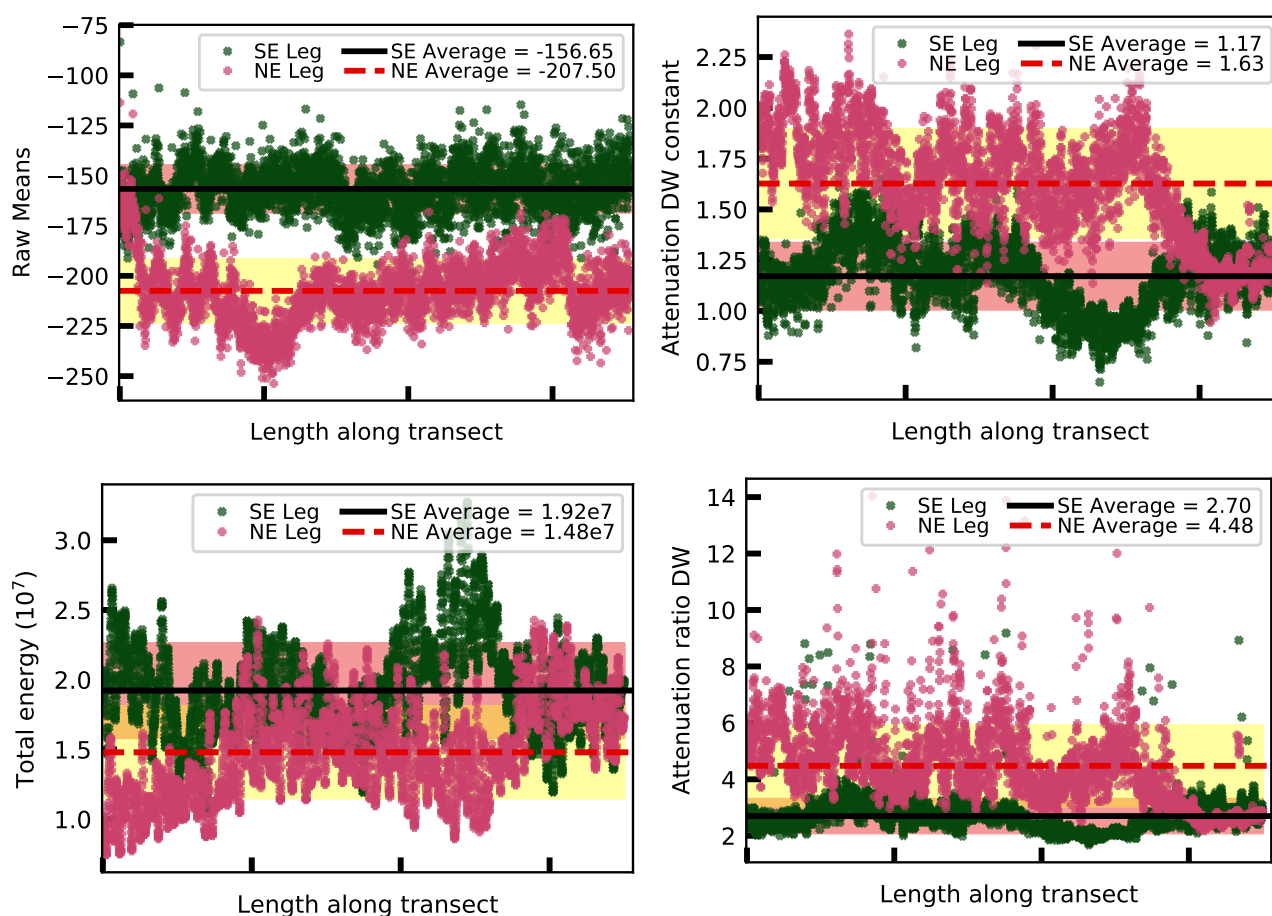 −75
−100
−125
−150
−175
−200
−225
−250
Raw Means
SE Leg
NE Leg
SE Average = -156.65
NE Average = -207.50
Length along transect
2.25
2.00
1.75
1.50
1.25
1.00
0.75
Attenuation DW constant
SE Leg
NE Leg
SE Average = 1.17
NE Average = 1.63
Length along transect
3.0
2.5
2.0
1.5
1.0
Total energy (10⁷)
SE Leg
NE Leg
SE Average = 1.92e7
NE Average = 1.48e7
Length along transect
14
12
10
8
6
4
2
Attenuation ratio DW
SE Leg
NE Leg
SE Average = 2.70
NE Average = 4.48
Length along transect